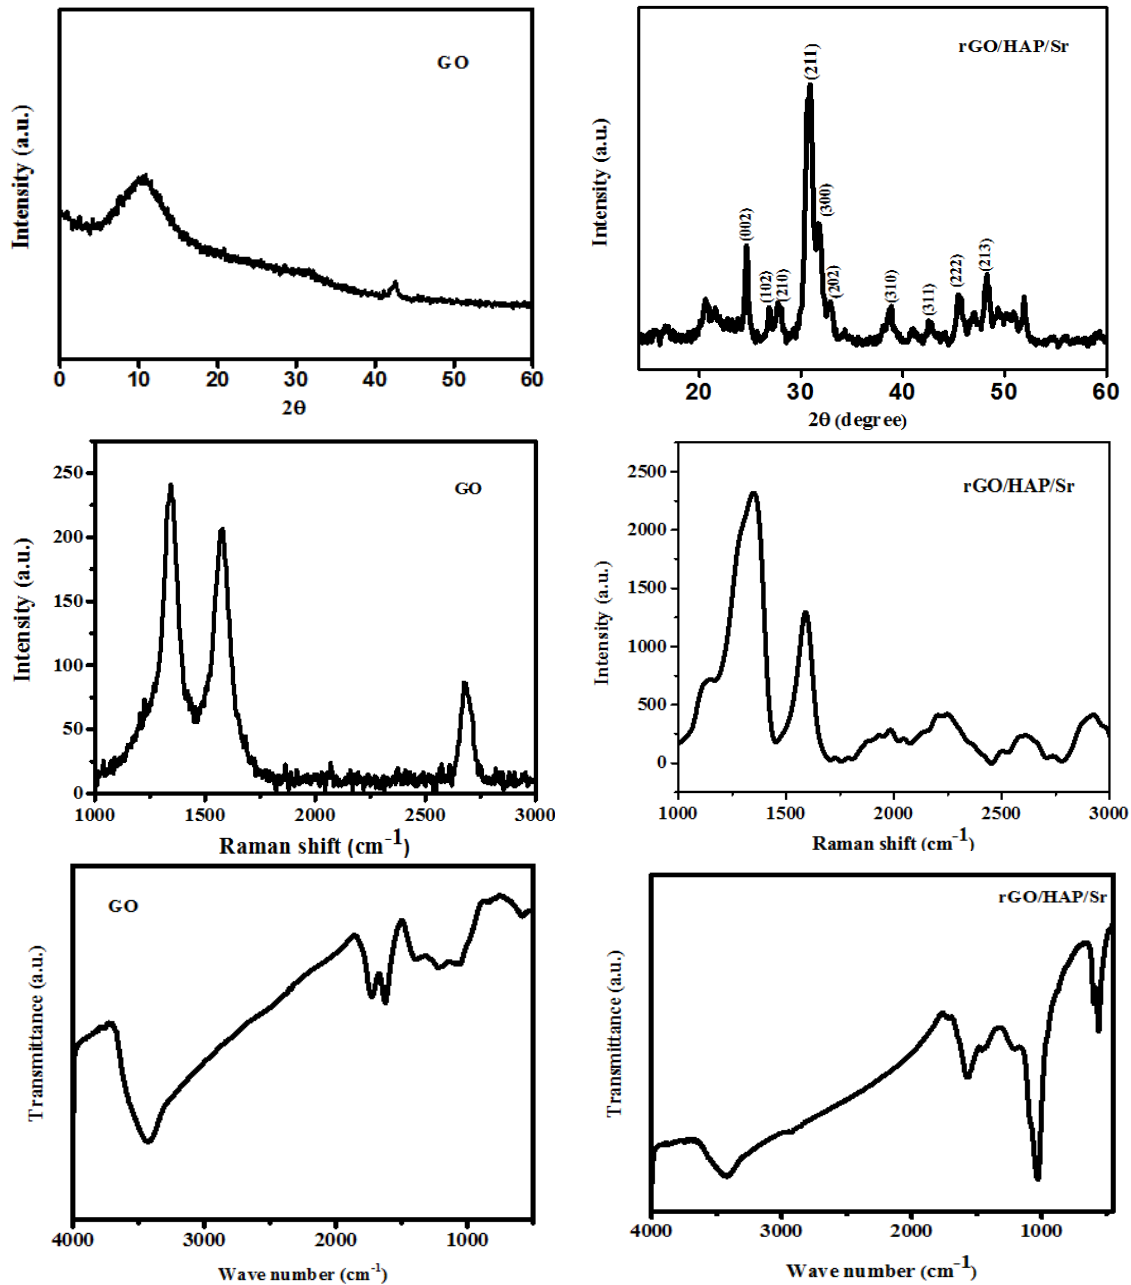 GO
Intensity (a.u.)
0 10 20 30 40 50 60
2θ
rGO/HAP/Sr
Intensity (a.u.)
(002)
(102)
(210)
(211)
(300)
(202)
(310)
(311)
(222)
(213)
20 30 40 50 60
2θ (degree)
GO
Intensity (a.u.)
250
200
150
100
50
0
1000 1500 2000 2500 3000
Raman shift (cm⁻¹)
rGO/HAP/Sr
Intensity (a.u.)
2500
2000
1500
1000
500
0
1000 1500 2000 2500 3000
Raman shift (cm⁻¹)
GO
Transmittance (a.u.)
4000 3000 2000 1000
Wave number (cm⁻¹)
rGO/HAP/Sr
Transmittance (a.u.)
4000 3000 2000 1000
Wave number (cm⁻¹)